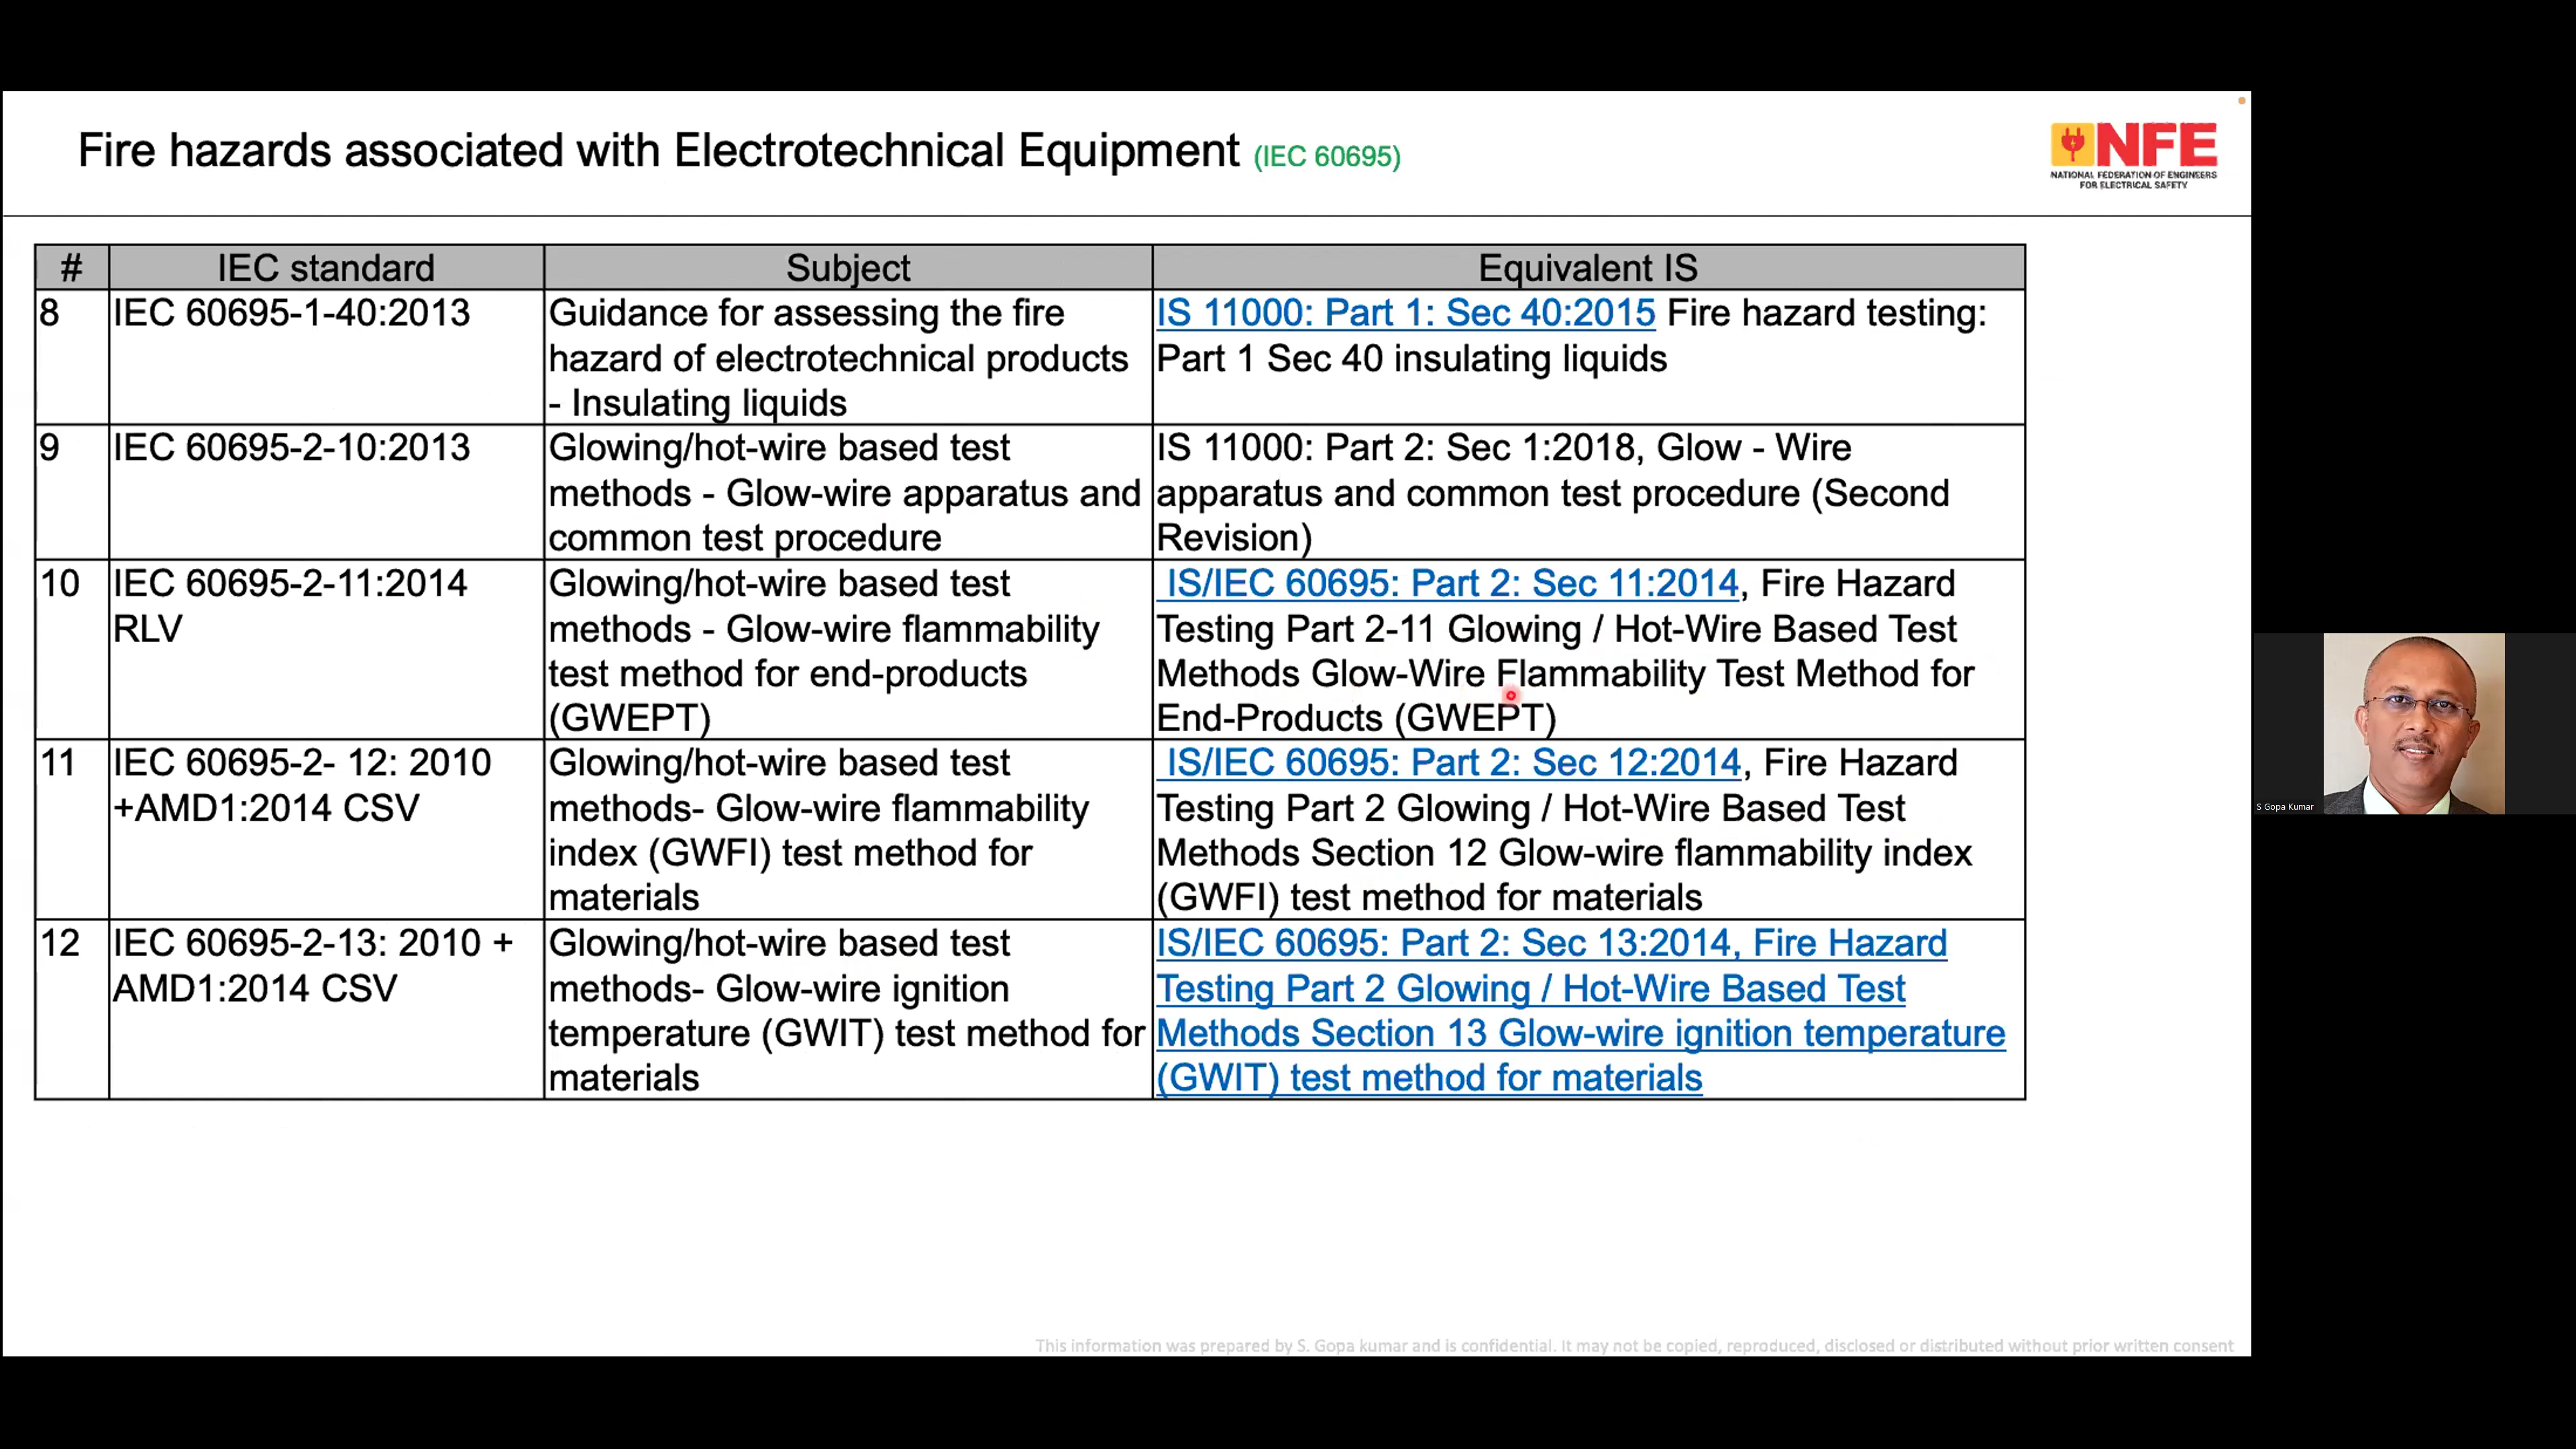 Fire hazards associated with Electrotechnical Equipment (IEC 60695)
NFE
NATIONAL FEDERATION OF ENGINEERS
FOR ELECTRICAL SAFETY
# IEC standard Subject Equivalent IS
8 IEC 60695-1-40:2013
Guidance for assessing the fire
hazard of electrotechnical products
- Insulating liquids
IS 11000: Part 1: Sec 40:2015 Fire hazard testing:
Part 1 Sec 40 insulating liquids
9 IEC 60695-2-10:2013
Glowing/hot-wire based test
methods - Glow-wire apparatus and
common test procedure
IS 11000: Part 2: Sec 1:2018, Glow - Wire
apparatus and common test procedure (Second
Revision)
10 IEC 60695-2-11:2014
RLV
Glowing/hot-wire based test
methods - Glow-wire flammability
test method for end-products
(GWEPT)
IS/IEC 60695: Part 2: Sec 11:2014, Fire Hazard
Testing Part 2-11 Glowing / Hot-Wire Based Test
Methods Glow-Wire Flammability Test Method for
End-Products (GWEPT)
11 IEC 60695-2- 12: 2010
+AMD1:2014 CSV
Glowing/hot-wire based test
methods- Glow-wire flammability
index (GWFI) test method for
materials
IS/IEC 60695: Part 2: Sec 12:2014, Fire Hazard
Testing Part 2 Glowing / Hot-Wire Based Test
Methods Section 12 Glow-wire flammability index
(GWFI) test method for materials
12 IEC 60695-2-13: 2010 +
AMD1:2014 CSV
Glowing/hot-wire based test
methods- Glow-wire ignition
temperature (GWIT) test method for
materials
IS/IEC 60695: Part 2: Sec 13:2014, Fire Hazard
Testing Part 2 Glowing / Hot-Wire Based Test
Methods Section 13 Glow-wire ignition temperature
(GWIT) test method for materials
S Gopa Kumar
This information was prepared by S. Gopa kumar and is confidential. It may not be copied, reproduced, disclosed or distributed without prior written consent